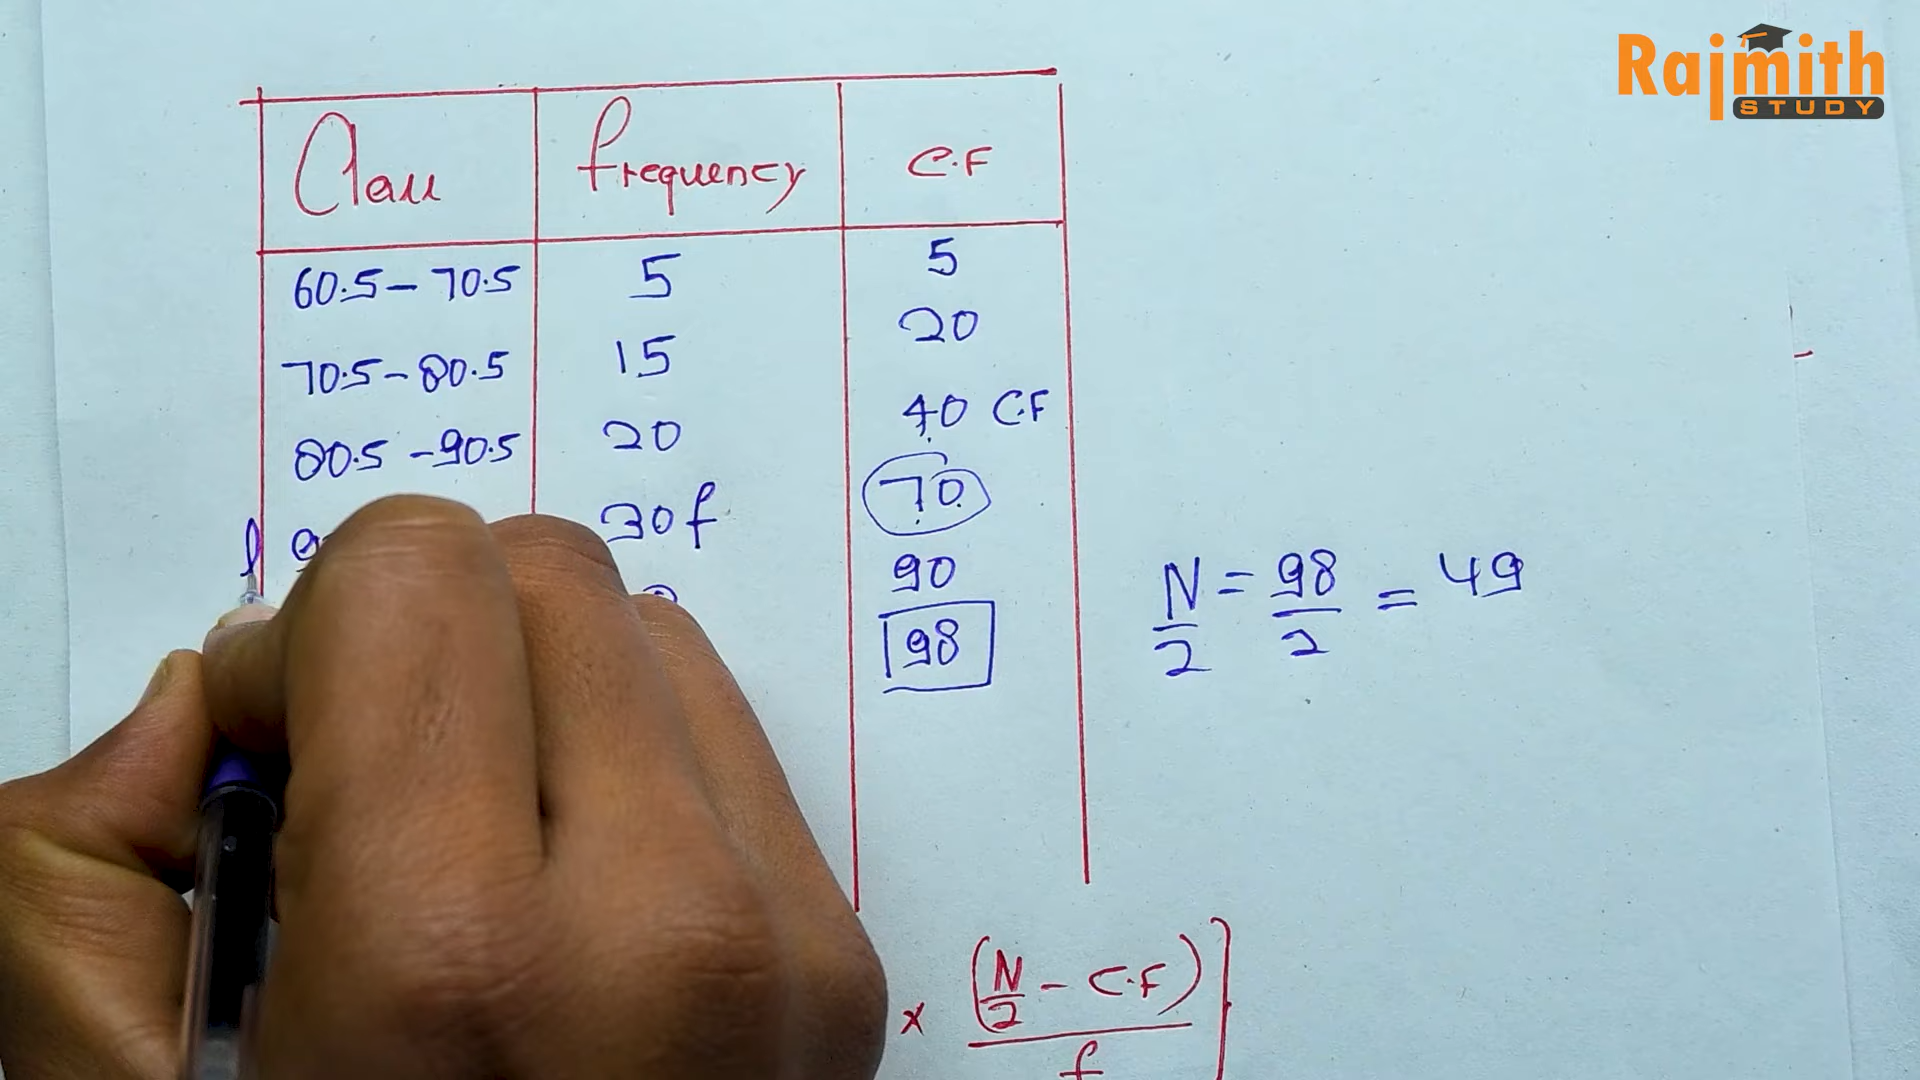 Rajmith
STUDY
Class frequency C.F
60.5 – 70.5 5 5
70.5 – 80.5 15 20
80.5 – 90.5 20 40 C.F
l 9 30 f 70
90
98
N/2 = 98/2 = 49
× (N/2 – C.F)/f ]